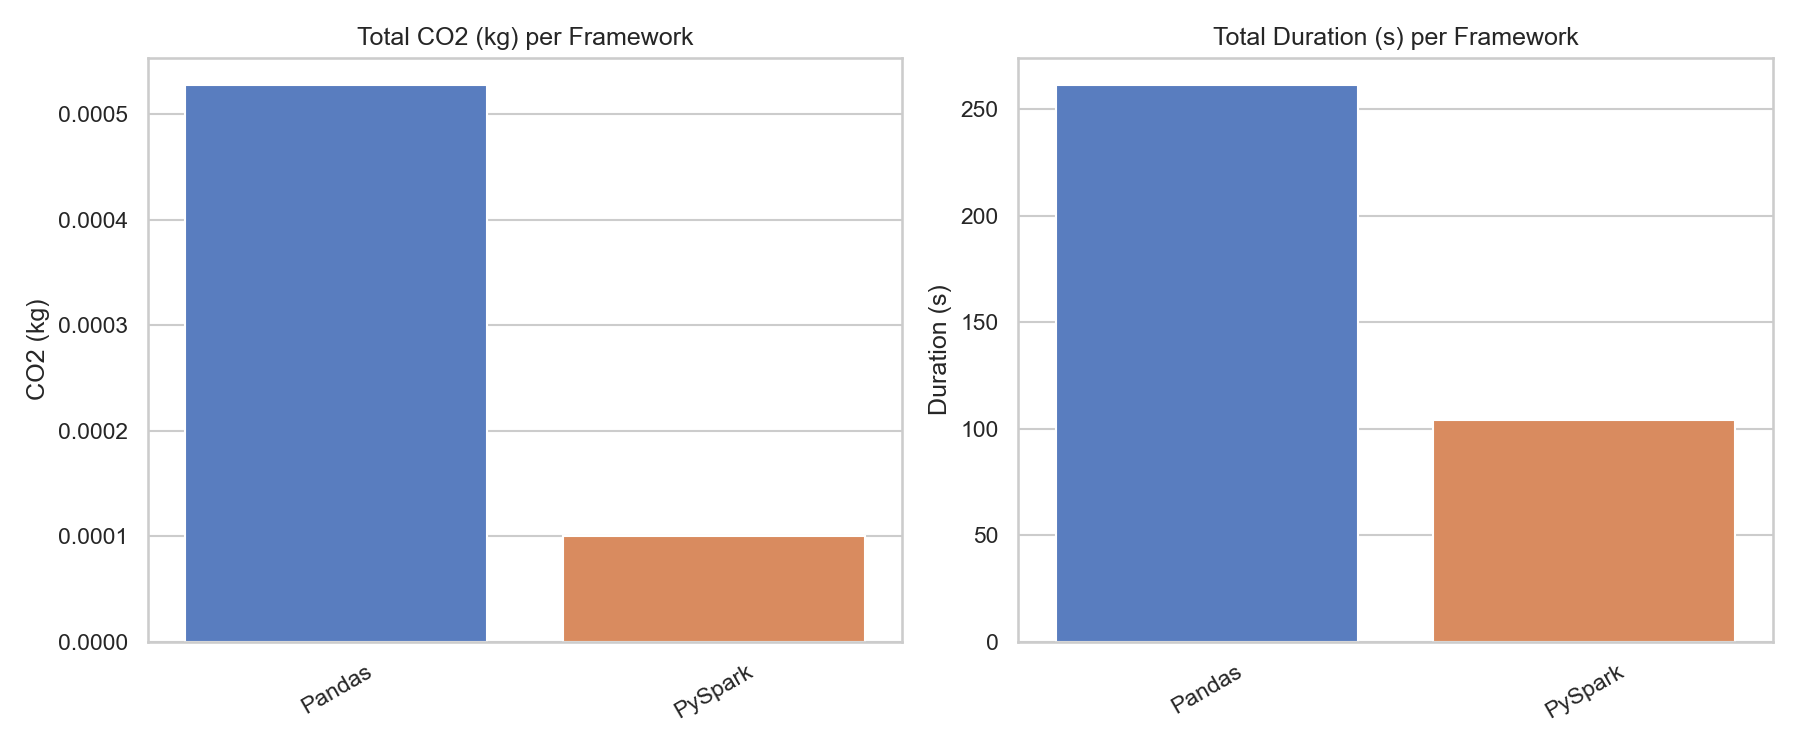 Total CO2 (kg) per Framework
CO2 (kg)
0.0005
0.0004
0.0003
0.0002
0.0001
0.0000
Pandas
PySpark
Total Duration (s) per Framework
Duration (s)
250
200
150
100
50
0
Pandas
PySpark